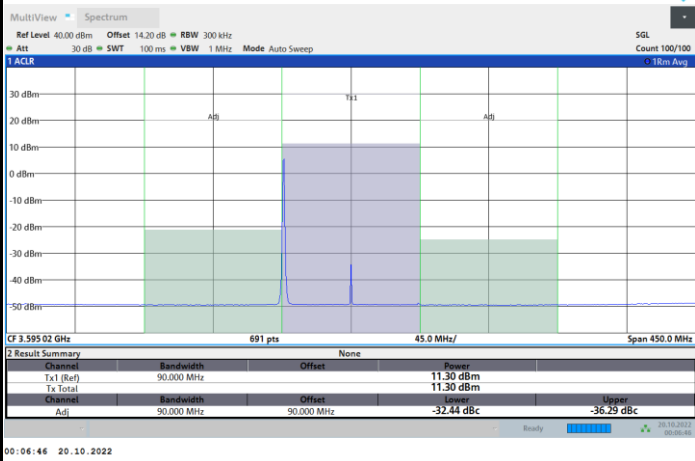 MultiView Spectrum
Ref Level 40.00 dBm Offset 14.20 dB RBW 300 kHz SGL
Att 30 dB SWT 100 ms VBW 1 MHz Mode Auto Sweep Count 100/100
1 ACLR 1Rm Avg
30 dBm
Tx1
20 dBm Adj Adj
10 dBm
0 dBm
-10 dBm
-20 dBm
-30 dBm
-40 dBm
-50 dBm
CF 3.595 02 GHz 691 pts 45.0 MHz/ Span 450.0 MHz
2 Result Summary None
Channel Bandwidth Offset Power
Tx1 (Ref) 90.000 MHz 11.30 dBm
Tx Total 11.30 dBm
Channel Bandwidth Offset Lower Upper
Adj 90.000 MHz 90.000 MHz -32.44 dBc -36.29 dBc
Ready 20.10.2022
00:06:46
00:06:46 20.10.2022